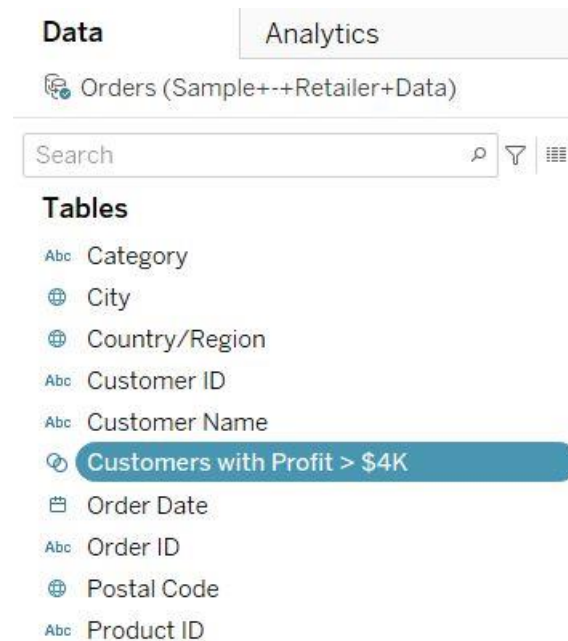 Data Analytics
Orders (Sample+-+Retailer+Data)
Search
Tables
Abc Category
City
Country/Region
Abc Customer ID
Abc Customer Name
Customers with Profit > $4K
Order Date
Abc Order ID
Postal Code
Abc Product ID